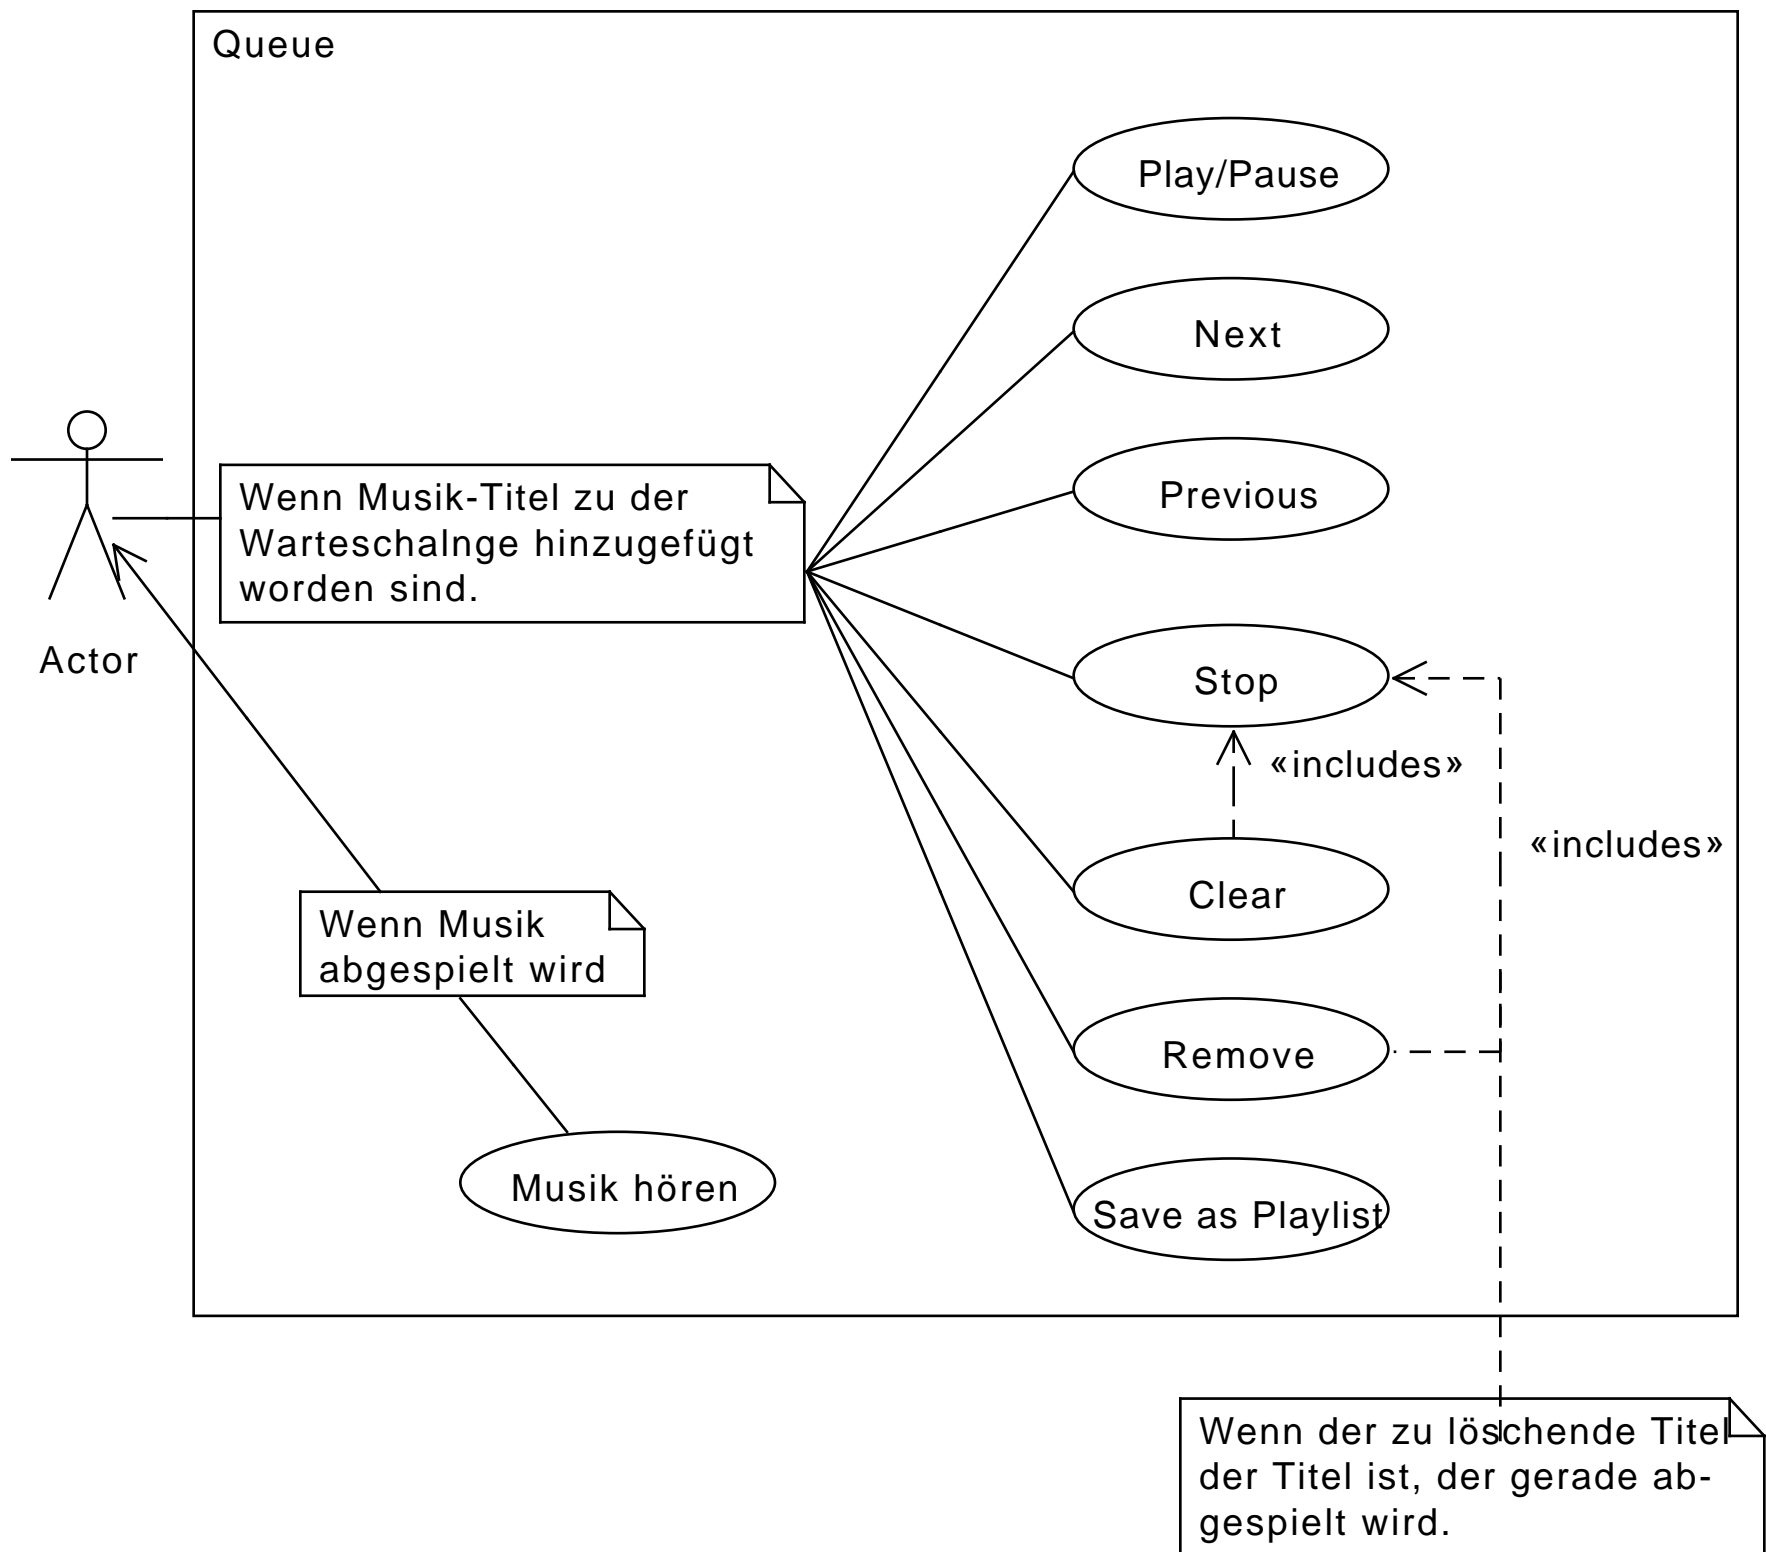 Queue
Play/Pause
Next
Previous
Wenn Musik-Titel zu der
Warteschalnge hinzugefügt
worden sind.
Actor
Stop
«includes»
«includes»
Clear
Wenn Musik
abgespielt wird
Remove
Musik hören
Save as Playlist
Wenn der zu löschende Titel
der Titel ist, der gerade ab-
gespielt wird.